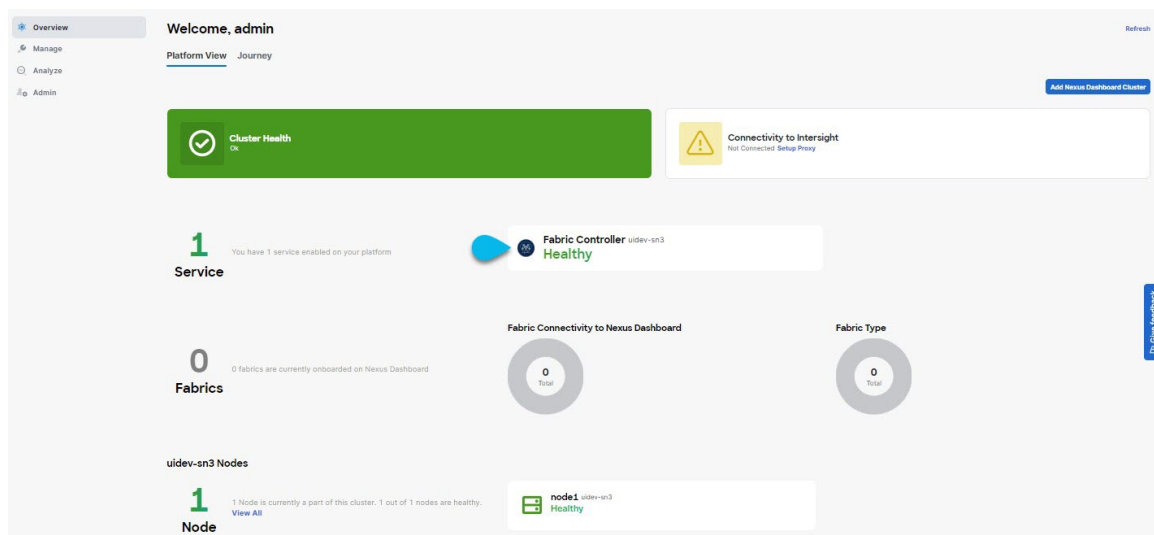 Overview
Manage
Analyze
Admin
Welcome, admin
Refresh
Platform View Journey
Add Nexus Dashboard Cluster
Cluster Health
Ok
Connectivity to Intersight
Not Connected Setup Proxy
1
Service
You have 1 service enabled on your platform
Fabric Controller uidev-sn3
Healthy
Fabric Connectivity to Nexus Dashboard
Fabric Type
0
Fabrics
0 fabrics are currently onboarded on Nexus Dashboard
0
Total
0
Total
Give feedback
uidev-sn3 Nodes
1
Node
1 Node is currently a part of this cluster. 1 out of 1 nodes are healthy.
View All
node1 uidev-sn3
Healthy